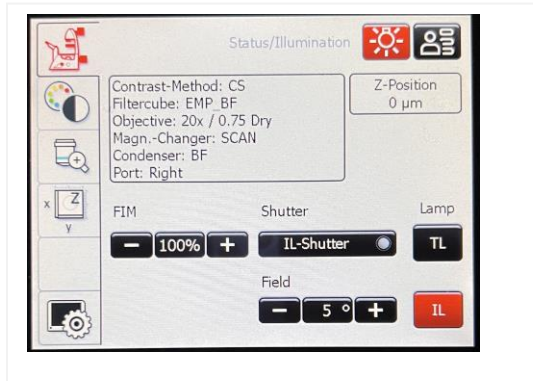 Status/Illumination
Contrast-Method: CS
Filtercube: EMP_BF
Objective: 20x / 0.75 Dry
Magn.-Changer: SCAN
Condenser: BF
Port: Right
Z-Position
0 µm
x Z
y
FIM
Shutter
Lamp
− 100% +
IL-Shutter
TL
Field
− 5 +
IL